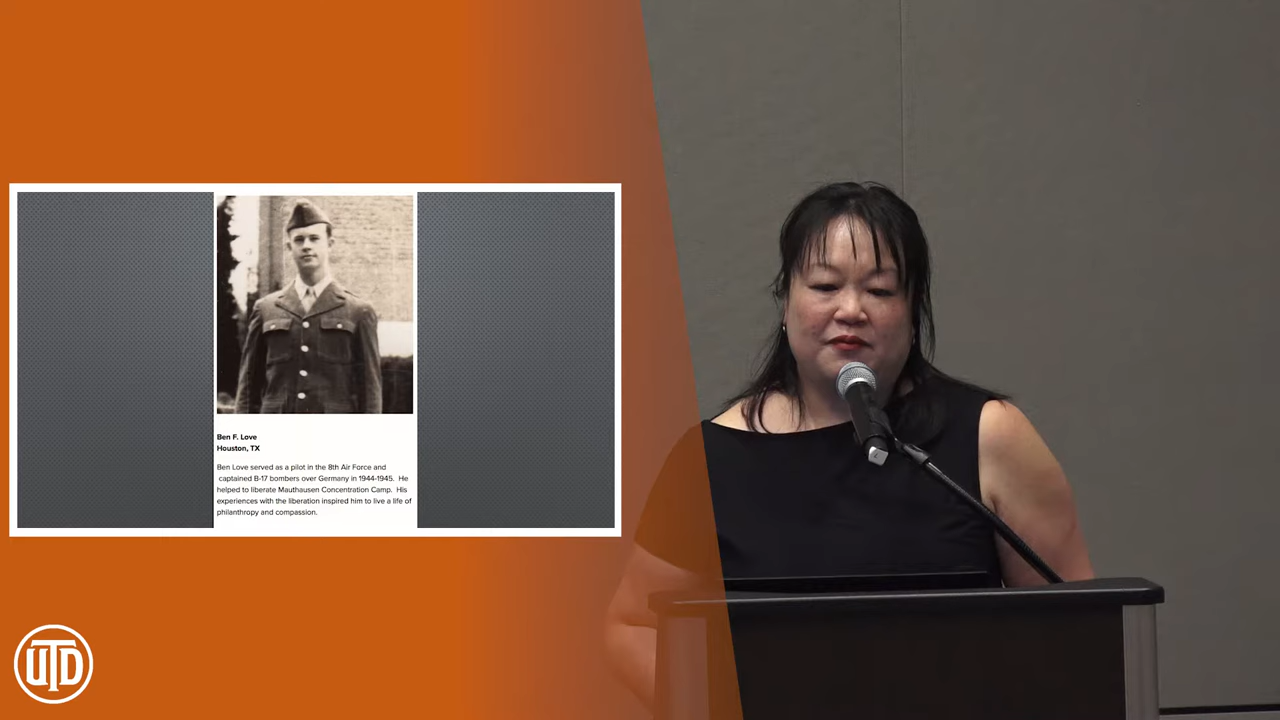 Ben F. Love
Houston, TX
Ben Love served as a pilot in the 8th Air Force and
captained B-17 bombers over Germany in 1944-1945. He
helped to liberate Mauthausen Concentration Camp. His
experiences with the liberation inspired him to live a life of
philanthropy and compassion.
UTD